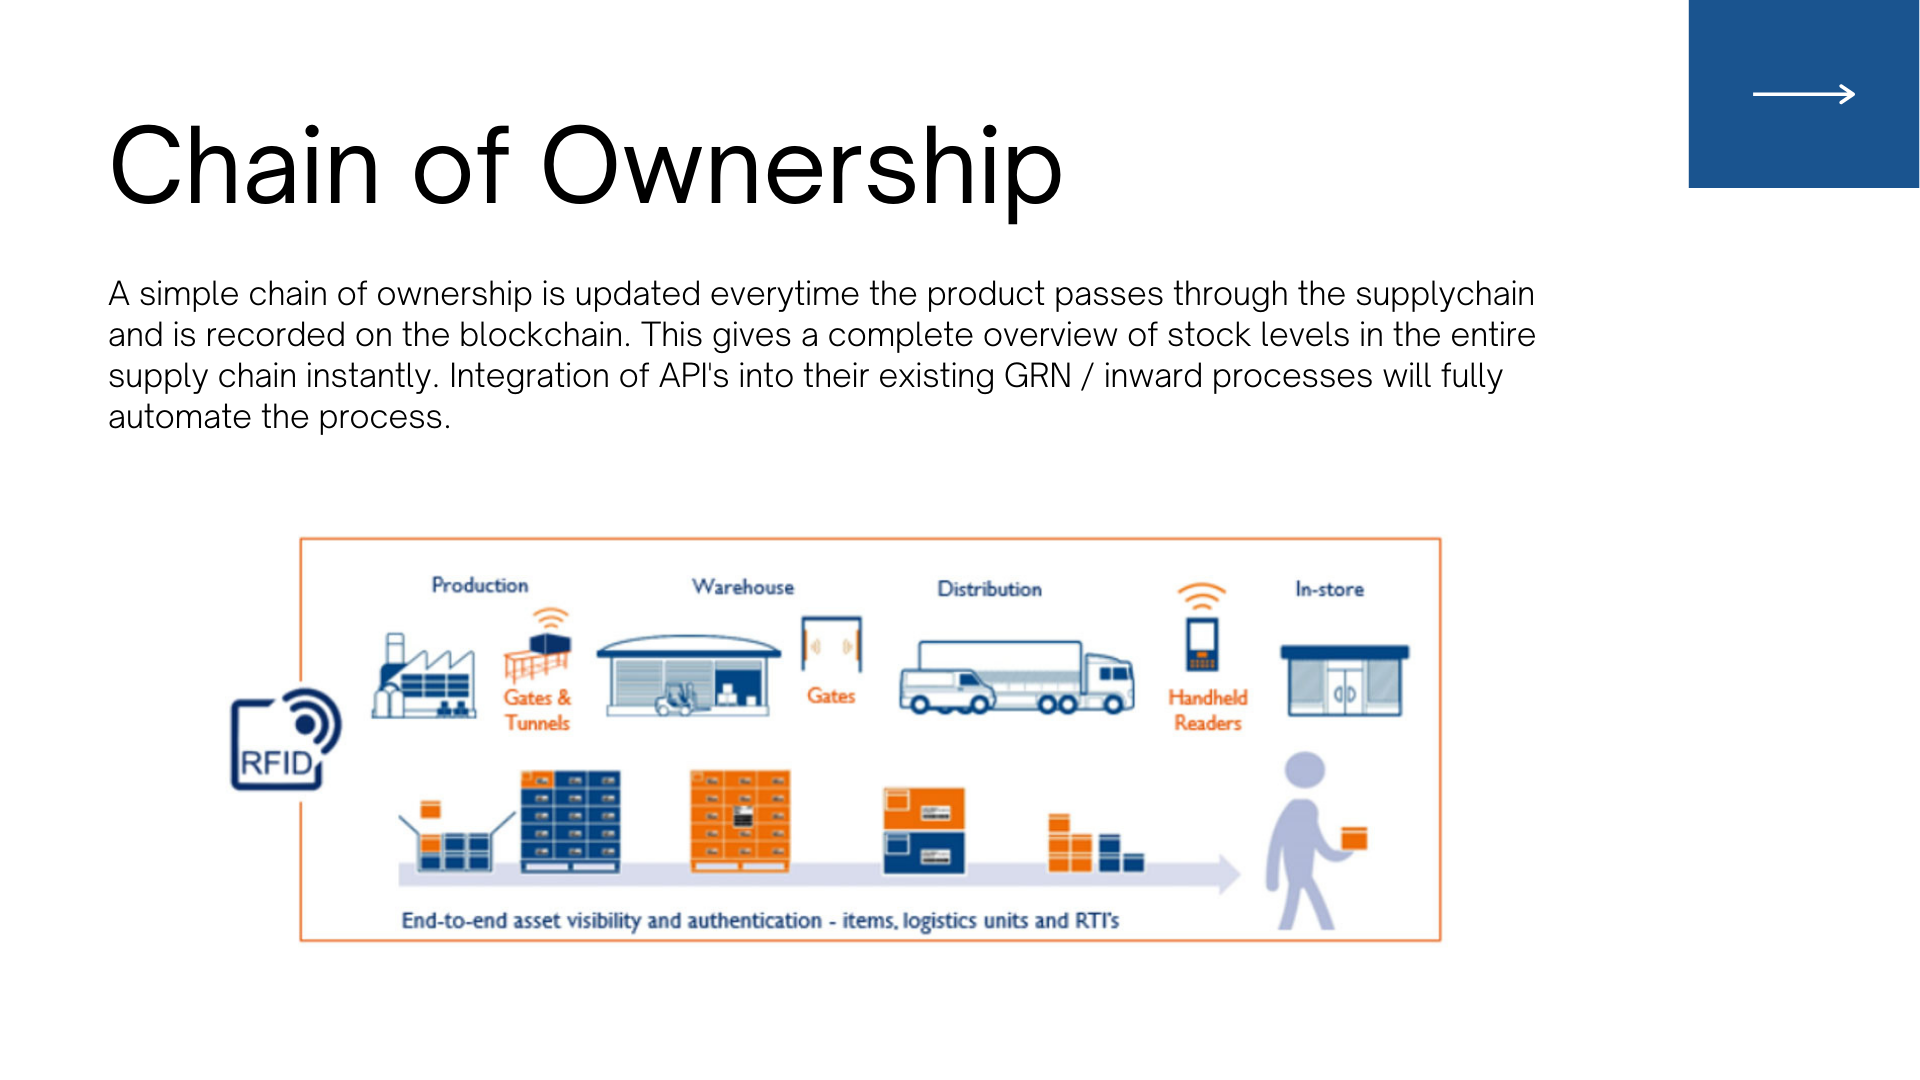 Chain of Ownership
A simple chain of ownership is updated everytime the product passes through the supplychain
and is recorded on the blockchain. This gives a complete overview of stock levels in the entire
supply chain instantly. Integration of API's into their existing GRN / inward processes will fully
automate the process.
Production
Warehouse
Distribution
In-store
Gates &
Tunnels
Gates
Handheld
Readers
RFID
End-to-end asset visibility and authentication - items, logistics units and RTI's